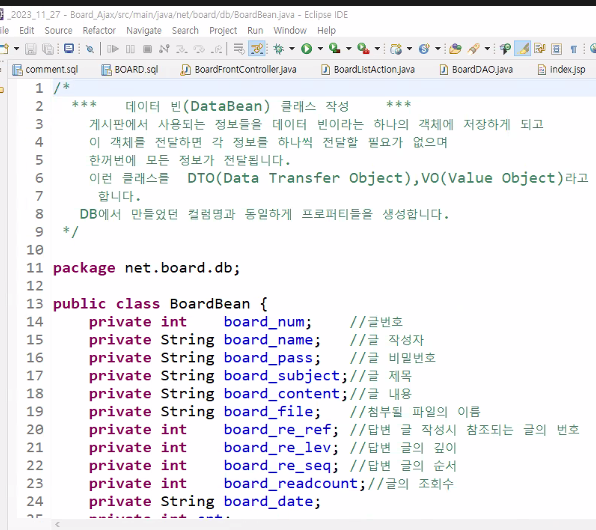 _2023_11_27 - Board_Ajax/src/main/java/net/board/db/BoardBean.java - Eclipse IDE
Edit Source Refactor Navigate Search Project Run Window Help
comment.sql BOARD.sql BoardFrontController.java BoardListAction.java BoardDAO.java index.jsp
1 /*
2 *** 데이터 빈(DataBean) 클래스 작성 ***
3 게시판에서 사용되는 정보들을 데이터 빈이라는 하나의 객체에 저장하게 되고
4 이 객체를 전달하면 각 정보를 하나씩 전달할 필요가 없으며
5 한꺼번에 모든 정보가 전달됩니다.
6 이런 클래스를 DTO(Data Transfer Object),VO(Value Object)라고
7 합니다.
8 DB에서 만들었던 컬럼명과 동일하게 프로퍼티들을 생성합니다.
9 */
10
11 package net.board.db;
12
13 public class BoardBean {
14 private int board_num; //글번호
15 private String board_name; //글 작성자
16 private String board_pass; //글 비밀번호
17 private String board_subject;//글 제목
18 private String board_content;//글 내용
19 private String board_file; //첨부될 파일의 이름
20 private int board_re_ref; //답변 글 작성시 참조되는 글의 번호
21 private int board_re_lev; //답변 글의 깊이
22 private int board_re_seq; //답변 글의 순서
23 private int board_readcount;//글의 조회수
24 private String board_date;
25 private int cnt;